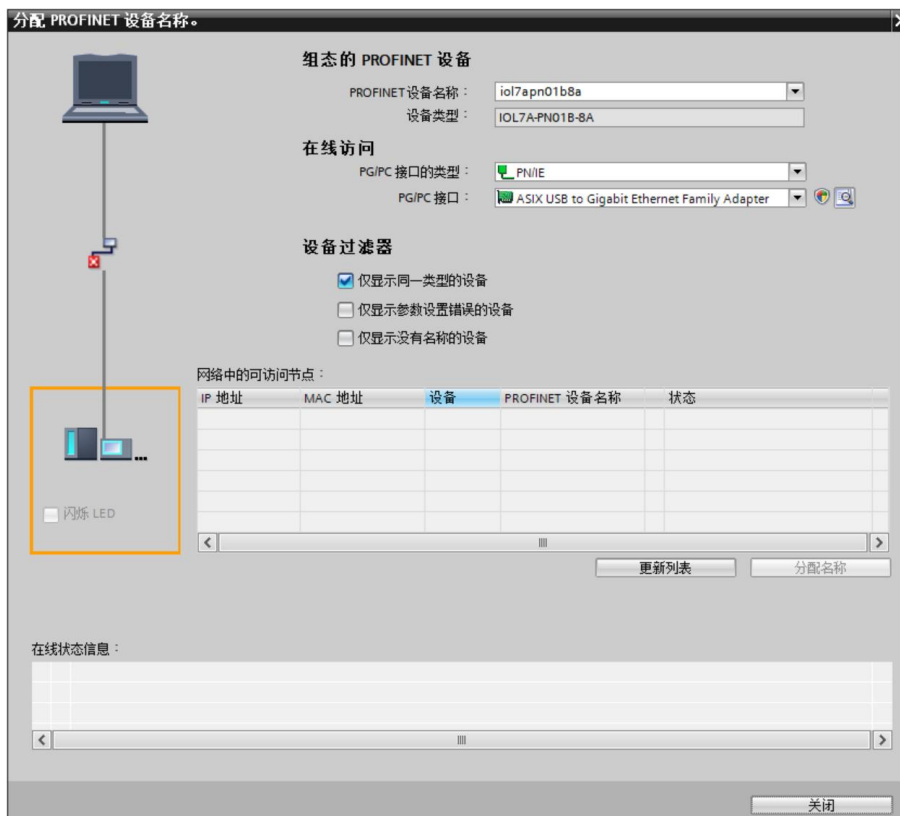 分配 PROFINET 设备名称。
组态的 PROFINET 设备
PROFINET设备名称： iol7apn01b8a
设备类型： IOL7A-PN01B-8A
在线访问
PG/PC 接口的类型： PN/IE
PG/PC 接口： ASIX USB to Gigabit Ethernet Family Adapter
设备过滤器
仅显示同一类型的设备
仅显示参数设置错误的设备
仅显示没有名称的设备
网络中的可访问节点：
IP 地址 MAC 地址 设备 PROFINET 设备名称 状态
闪烁 LED
更新列表 分配名称
在线状态信息：
关闭